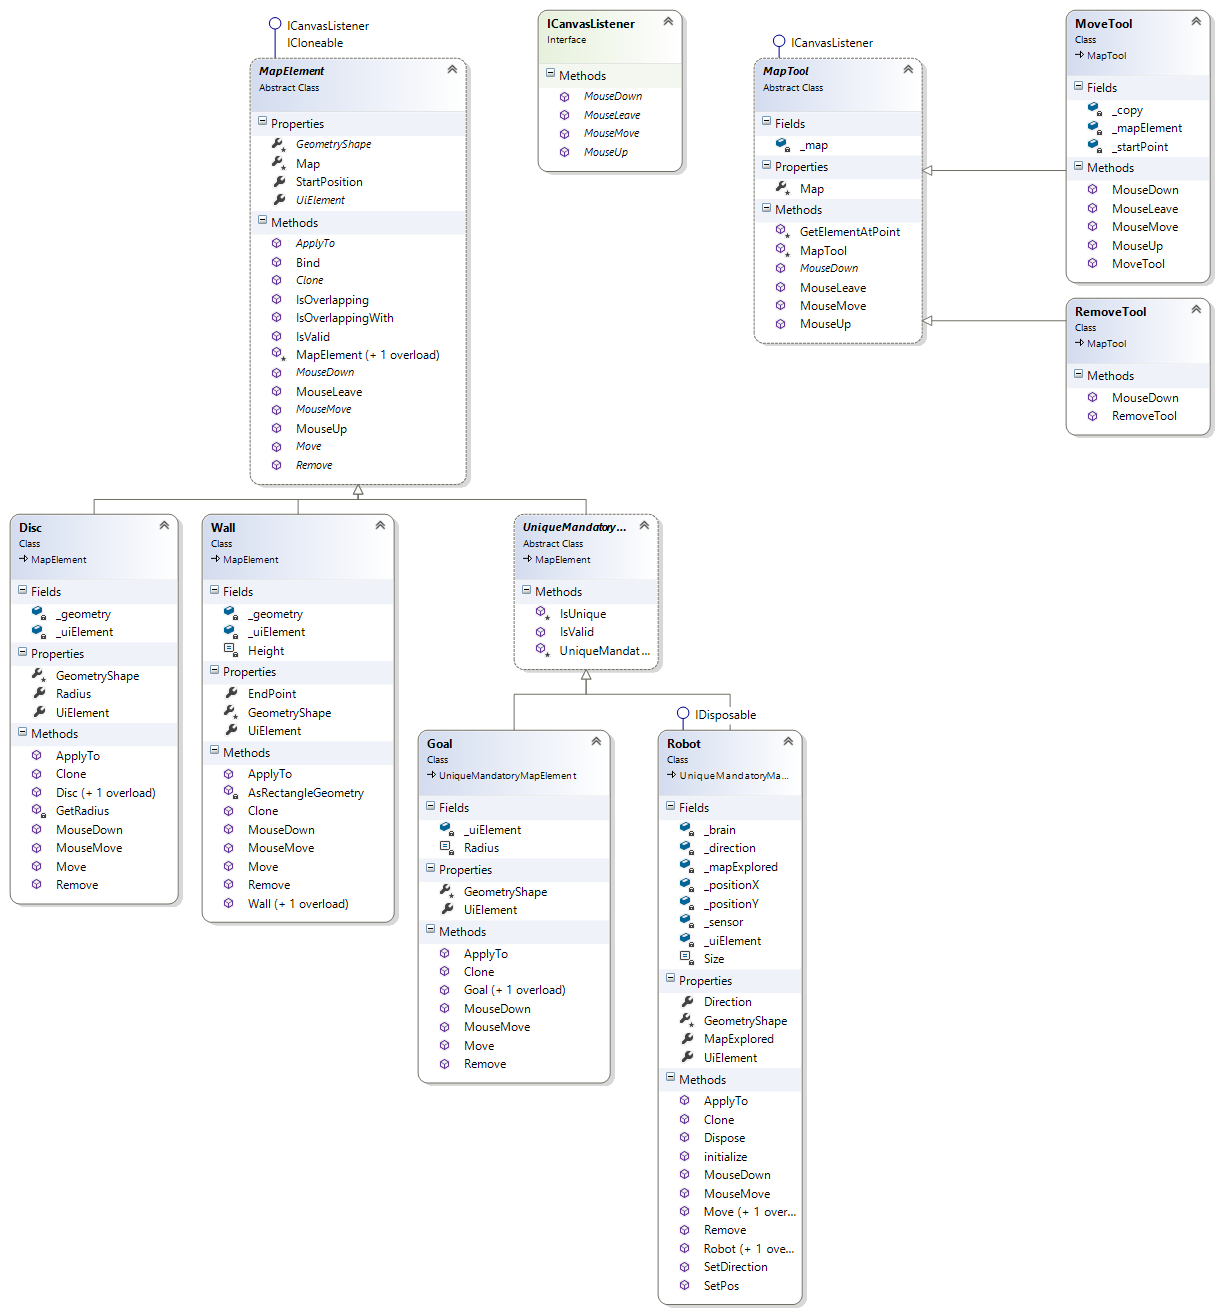 ICanvasListener
ICloneable
MapElement
Abstract Class
Properties
GeometryShape
Map
StartPosition
UiElement
Methods
ApplyTo
Bind
Clone
IsOverlapping
IsOverlappingWith
IsValid
MapElement (+ 1 overload)
MouseDown
MouseLeave
MouseMove
MouseUp
Move
Remove
ICanvasListener
Interface
Methods
MouseDown
MouseLeave
MouseMove
MouseUp
ICanvasListener
MapTool
Abstract Class
Fields
_map
Properties
Map
Methods
GetElementAtPoint
MapTool
MouseDown
MouseLeave
MouseMove
MouseUp
MoveTool
Class
MapTool
Fields
_copy
_mapElement
_startPoint
Methods
MouseDown
MouseLeave
MouseMove
MouseUp
MoveTool
RemoveTool
Class
MapTool
Methods
MouseDown
RemoveTool
Disc
Class
MapElement
Fields
_geometry
_uiElement
Properties
GeometryShape
Radius
UiElement
Methods
ApplyTo
Clone
Disc (+ 1 overload)
GetRadius
MouseDown
MouseMove
Move
Remove
Wall
Class
MapElement
Fields
_geometry
_uiElement
Height
Properties
EndPoint
GeometryShape
UiElement
Methods
ApplyTo
AsRectangleGeometry
Clone
MouseDown
MouseMove
Move
Remove
Wall (+ 1 overload)
UniqueMandatory...
Abstract Class
MapElement
Methods
IsUnique
IsValid
UniqueMandat...
Goal
Class
UniqueMandatoryMapElement
Fields
_uiElement
Radius
Properties
GeometryShape
UiElement
Methods
ApplyTo
Clone
Goal (+ 1 overload)
MouseDown
MouseMove
Move
Remove
IDisposable
Robot
Class
UniqueMandatoryMa...
Fields
_brain
_direction
_mapExplored
_positionX
_positionY
_sensor
_uiElement
Size
Properties
Direction
GeometryShape
MapExplored
UiElement
Methods
ApplyTo
Clone
Dispose
initialize
MouseDown
MouseMove
Move (+ 1 over...
Remove
Robot (+ 1 ove...
SetDirection
SetPos